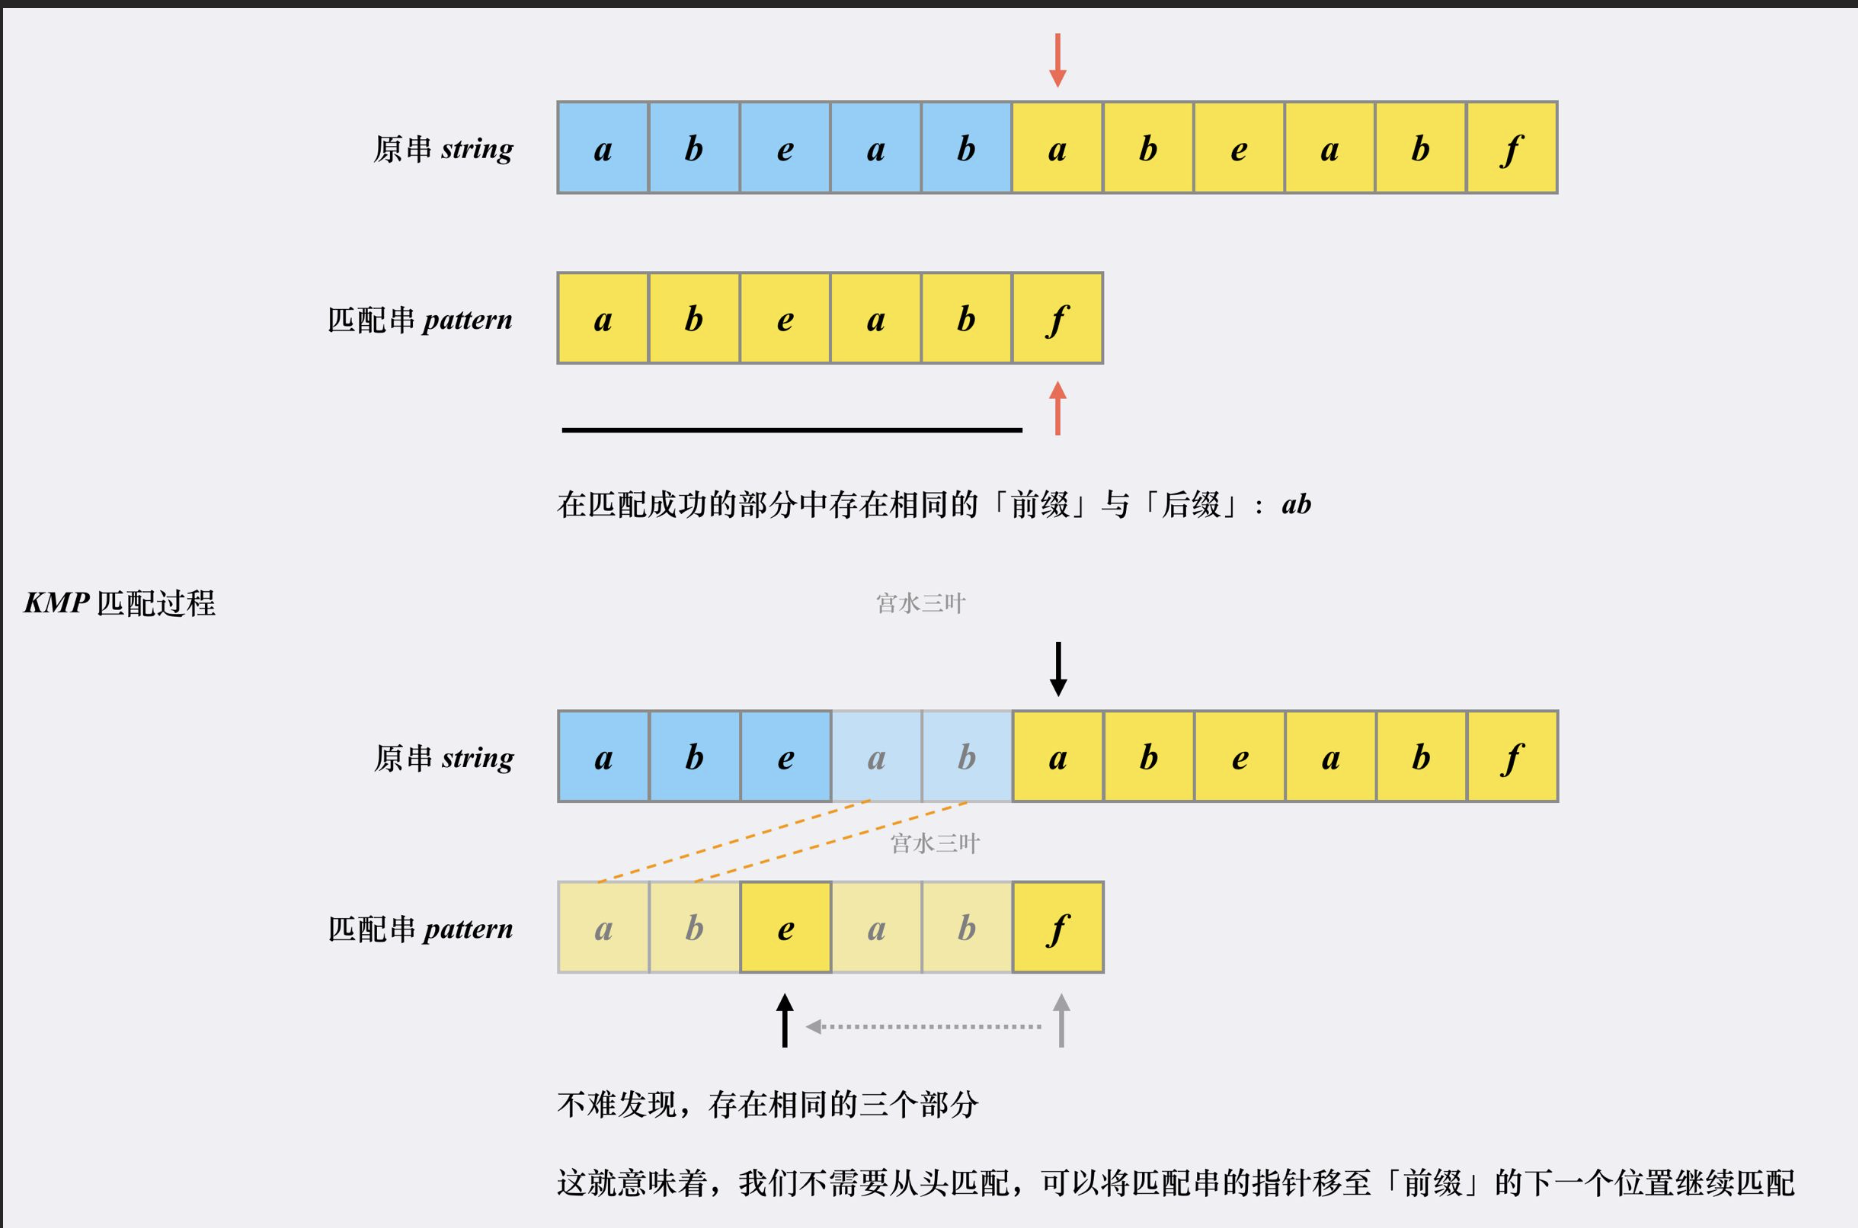 原串 string a b e a b a b e a b f
匹配串 pattern a b e a b f
在匹配成功的部分中存在相同的「前缀」与「后缀」: ab
KMP 匹配过程
宫水三叶
原串 string a b e a b a b e a b f
宫水三叶
匹配串 pattern a b e a b f
不难发现，存在相同的三个部分
这就意味着，我们不需要从头匹配，可以将匹配串的指针移至「前缀」的下一个位置继续匹配